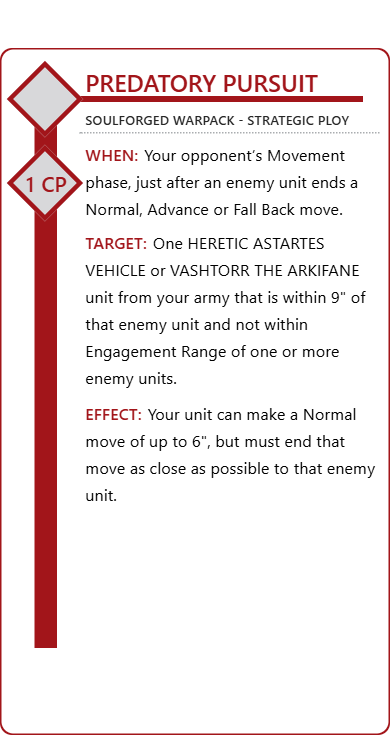 PREDATORY PURSUIT
SOULFORGED WARPACK - STRATEGIC PLOY
1 CP
WHEN: Your opponent’s Movement
phase, just after an enemy unit ends a
Normal, Advance or Fall Back move.
TARGET: One HERETIC ASTARTES
VEHICLE or VASHTORR THE ARKIFANE
unit from your army that is within 9" of
that enemy unit and not within
Engagement Range of one or more
enemy units.
EFFECT: Your unit can make a Normal
move of up to 6", but must end that
move as close as possible to that enemy
unit.